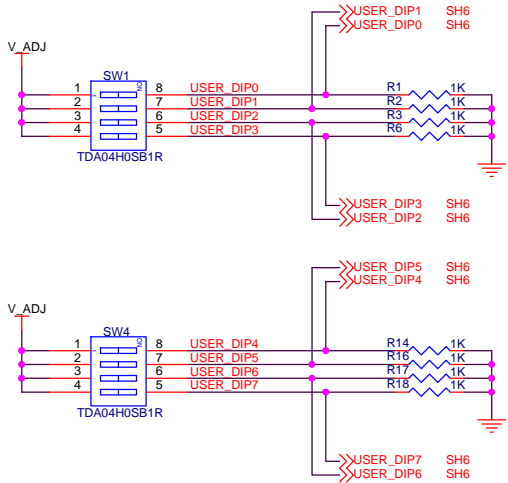 USER_DIP1 SH6
USER_DIP0 SH6
V_ADJ
SW1
ON
1 8 USER_DIP0 R1 1K
2 7 USER_DIP1 R2 1K
3 6 USER_DIP2 R3 1K
4 5 USER_DIP3 R6 1K
TDA04H0SB1R
USER_DIP3 SH6
USER_DIP2 SH6
USER_DIP5 SH6
USER_DIP4 SH6
V_ADJ
SW4
ON
1 8 USER_DIP4 R14 1K
2 7 USER_DIP5 R16 1K
3 6 USER_DIP6 R17 1K
4 5 USER_DIP7 R18 1K
TDA04H0SB1R
USER_DIP7 SH6
USER_DIP6 SH6